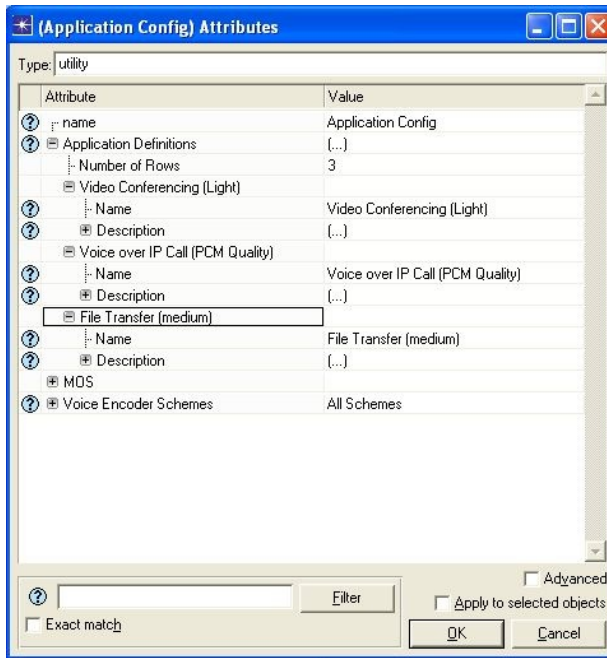 (Application Config) Attributes
Type: utility
Attribute Value
name Application Config
Application Definitions (...)
Number of Rows 3
Video Conferencing (Light)
Name Video Conferencing (Light)
Description (...)
Voice over IP Call (PCM Quality)
Name Voice over IP Call (PCM Quality)
Description (...)
File Transfer (medium)
Name File Transfer (medium)
Description (...)
MOS
Voice Encoder Schemes All Schemes
Advanced
Filter
Apply to selected objects
Exact match
OK Cancel